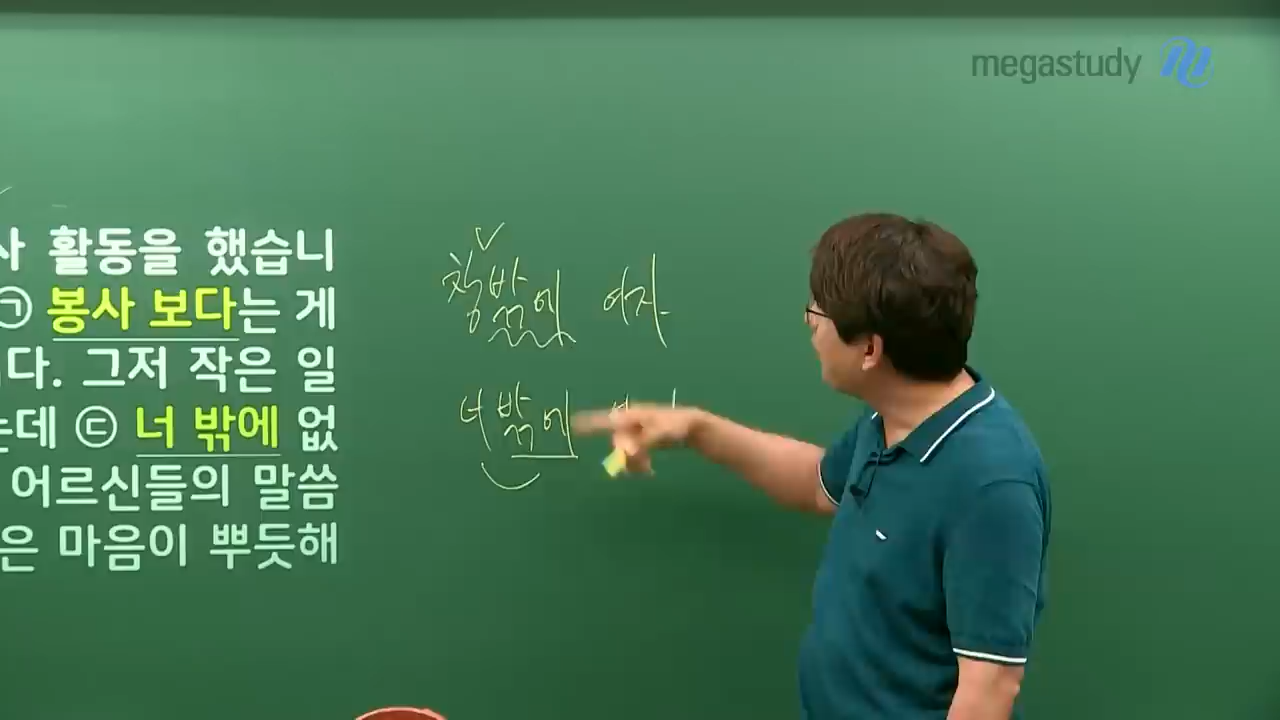 megastudy
사 활동을 했습니
㉠ 봉사 보다는 게
다. 그저 작은 일
는데 ㉢ 너 밖에 없
어르신들의 말씀
은 마음이 뿌듯해
창밖에 여자
너밖에